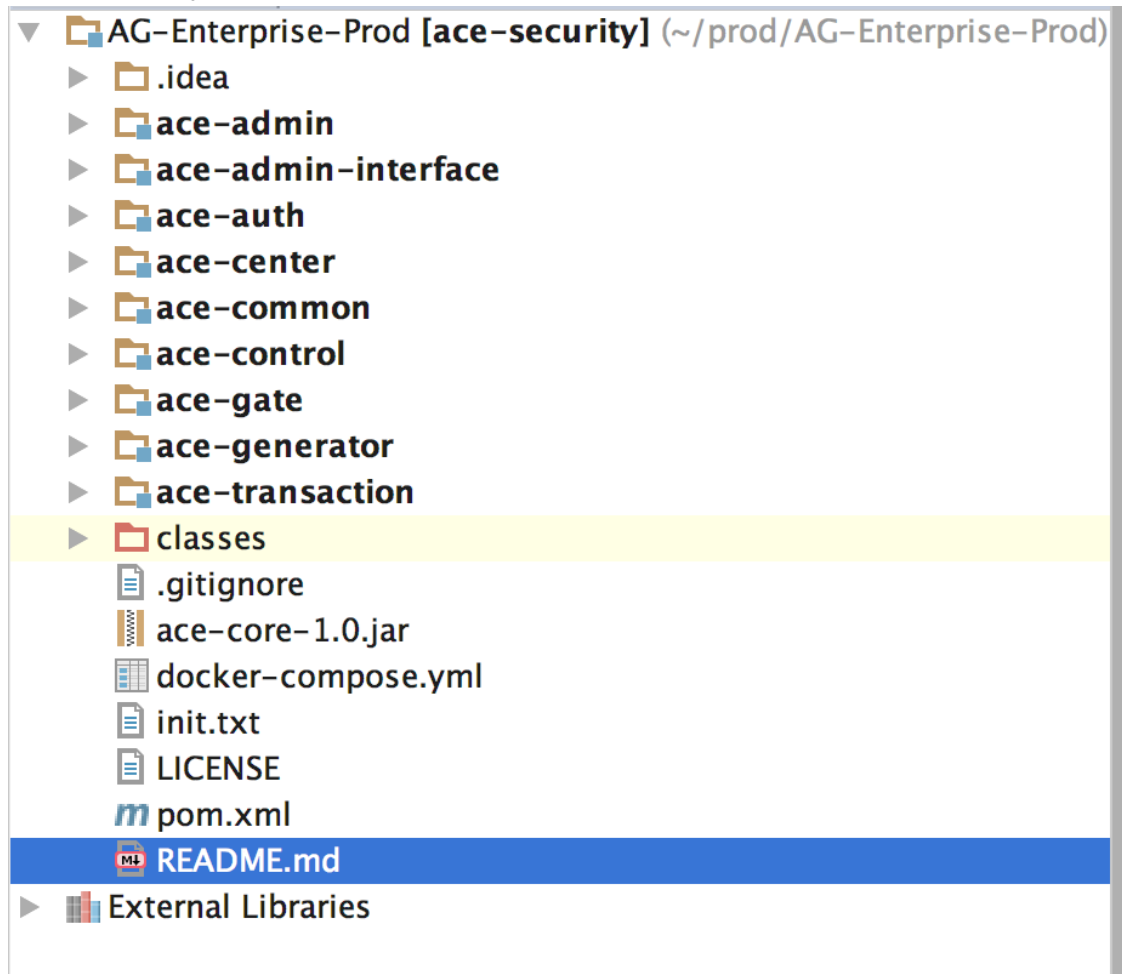 AG-Enterprise-Prod [ace-security] (~/prod/AG-Enterprise-Prod)
.idea
ace-admin
ace-admin-interface
ace-auth
ace-center
ace-common
ace-control
ace-gate
ace-generator
ace-transaction
classes
.gitignore
ace-core-1.0.jar
docker-compose.yml
init.txt
LICENSE
pom.xml
README.md
External Libraries